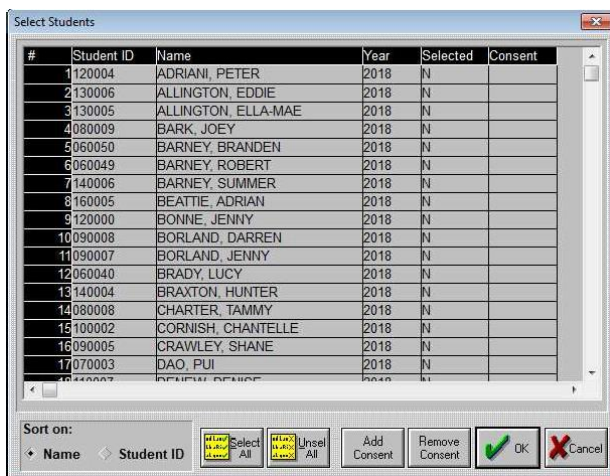 Select Students
# Student ID Name Year Selected Consent
1 120004 ADRIANI, PETER 2018 N
2 130006 ALLINGTON, EDDIE 2018 N
3 130005 ALLINGTON, ELLA-MAE 2018 N
4 080009 BARK, JOEY 2018 N
5 060050 BARNEY, BRANDEN 2018 N
6 060049 BARNEY, ROBERT 2018 N
7 140006 BARNEY, SUMMER 2018 N
8 160005 BEATTIE, ADRIAN 2018 N
9 120000 BONNE, JENNY 2018 N
10 090008 BORLAND, DARREN 2018 N
11 090007 BORLAND, JENNY 2018 N
12 060040 BRADY, LUCY 2018 N
13 140004 BRAXTON, HUNTER 2018 N
14 080008 CHARTER, TAMMY 2018 N
15 100002 CORNISH, CHANTELLE 2018 N
16 090005 CRAWLEY, SHANE 2018 N
17 070003 DAO, PUI 2018 N
Sort on:
Name Student ID
Select All
Unsel All
Add Consent
Remove Consent
OK
Cancel